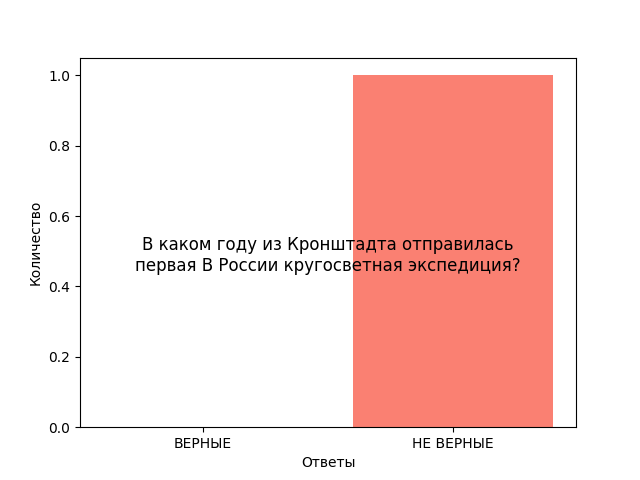 1.0
0.8
0.6
0.4
0.2
0.0
Количество
В каком году из Кронштадта отправилась
первая В России кругосветная экспедиция?
ВЕРНЫЕ
НЕ ВЕРНЫЕ
Ответы